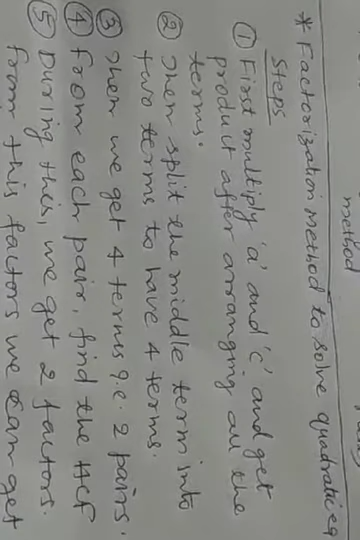 method
* Factorization method to solve quadratic eq
Steps
① First multiply 'a' and 'c' and get
product after arranging all the
terms.
② Then split the middle term into
two terms to have 4 terms.
③ Then we get 4 terms i.e. 2 pairs.
④ From each pair, find the HCF
⑤ During this, we get 2 factors.
from this factors we can get